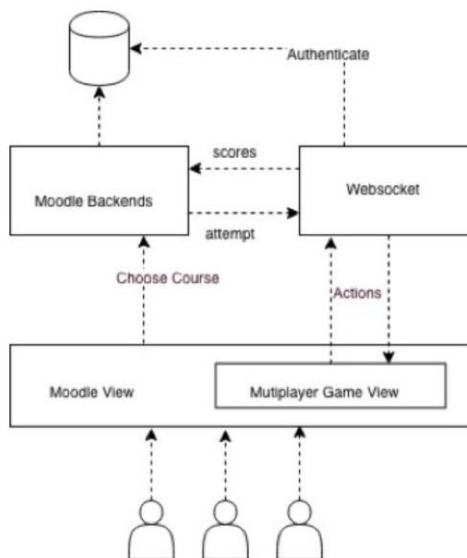 Authenticate
scores
Moodle Backends
Websocket
attempt
Choose Course
Actions
Moodle View
Mutiplayer Game View